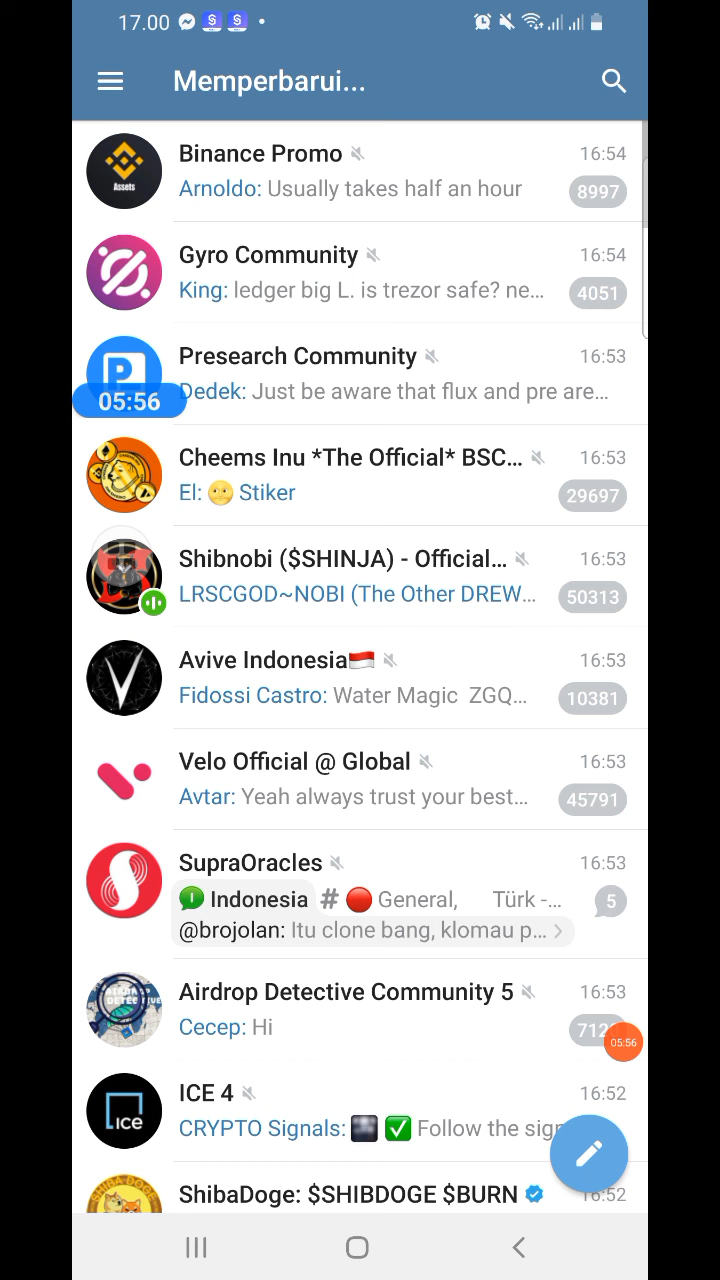 17.00
Memperbarui...
Binance Promo 16:54
Assets
Arnoldo: Usually takes half an hour 8997
Gyro Community 16:54
King: ledger big L. is trezor safe? ne... 4051
Presearch Community 16:53
05:56
Dedek: Just be aware that flux and pre are...
Cheems Inu *The Official* BSC... 16:53
El: 🌝 Stiker 29697
Shibnobi ($SHINJA) - Official... 16:53
LRSCGOD~NOBI (The Other DREW... 50313
Avive Indonesia🇮🇩 16:53
Fidossi Castro: Water Magic ZGQ... 10381
Velo Official @ Global 16:53
Avtar: Yeah always trust your best... 45791
SupraOracles 16:53
I Indonesia # 🔴 General, Türk -... 5
@brojolan: Itu clone bang, klomau p...
Airdrop Detective Community 5 16:53
Cecep: Hi
05:56
ICE 4 16:52
ICE
CRYPTO Signals: ✅ Follow the sig
ShibaDoge: $SHIBDOGE $BURN 16:52
SHIBA DOGE